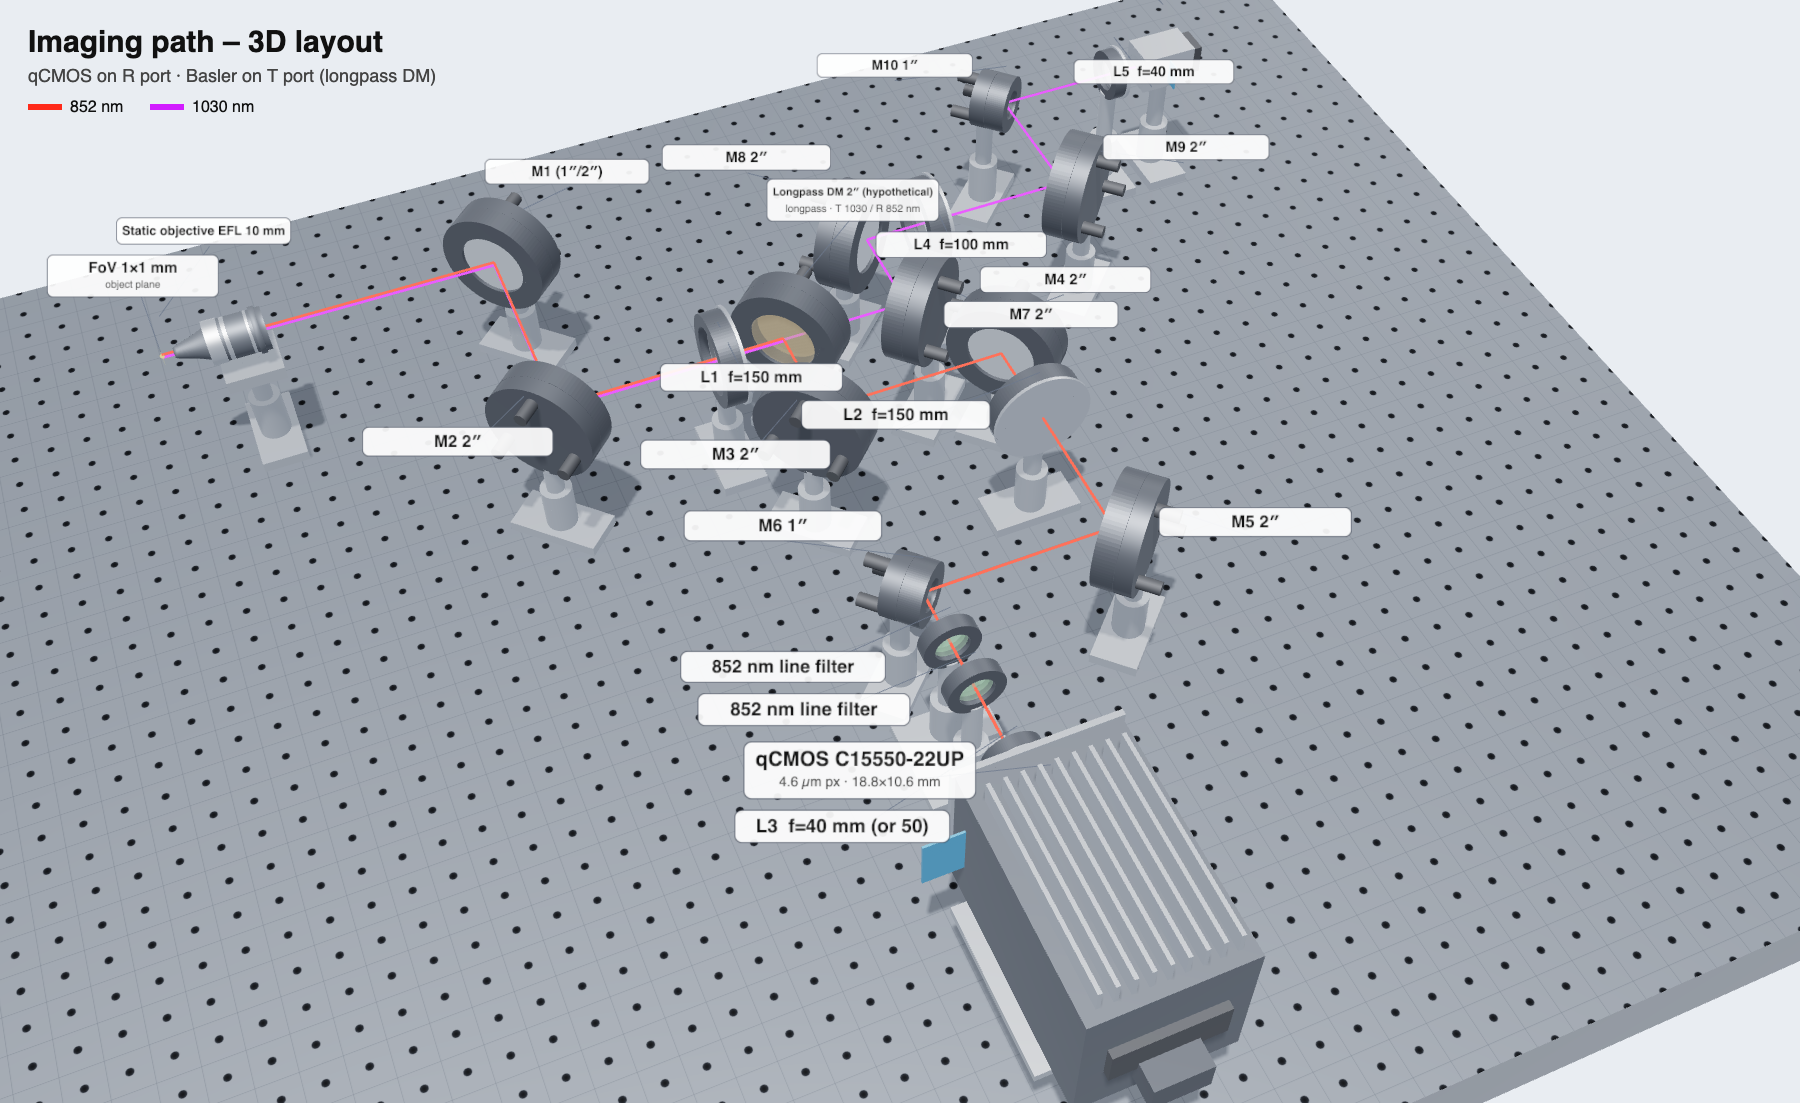 Imaging path – 3D layout
qCMOS on R port · Basler on T port (longpass DM)
852 nm
1030 nm
M10 1″
L5 f=40 mm
M9 2″
M8 2″
M1 (1″/2″)
Longpass DM 2″ (hypothetical)
longpass · T 1030 / R 852 nm
Static objective EFL 10 mm
L4 f=100 mm
FoV 1×1 mm
object plane
M4 2″
M7 2″
L1 f=150 mm
L2 f=150 mm
M2 2″
M3 2″
M6 1″
M5 2″
852 nm line filter
852 nm line filter
qCMOS C15550-22UP
4.6 µm px · 18.8×10.6 mm
L3 f=40 mm (or 50)